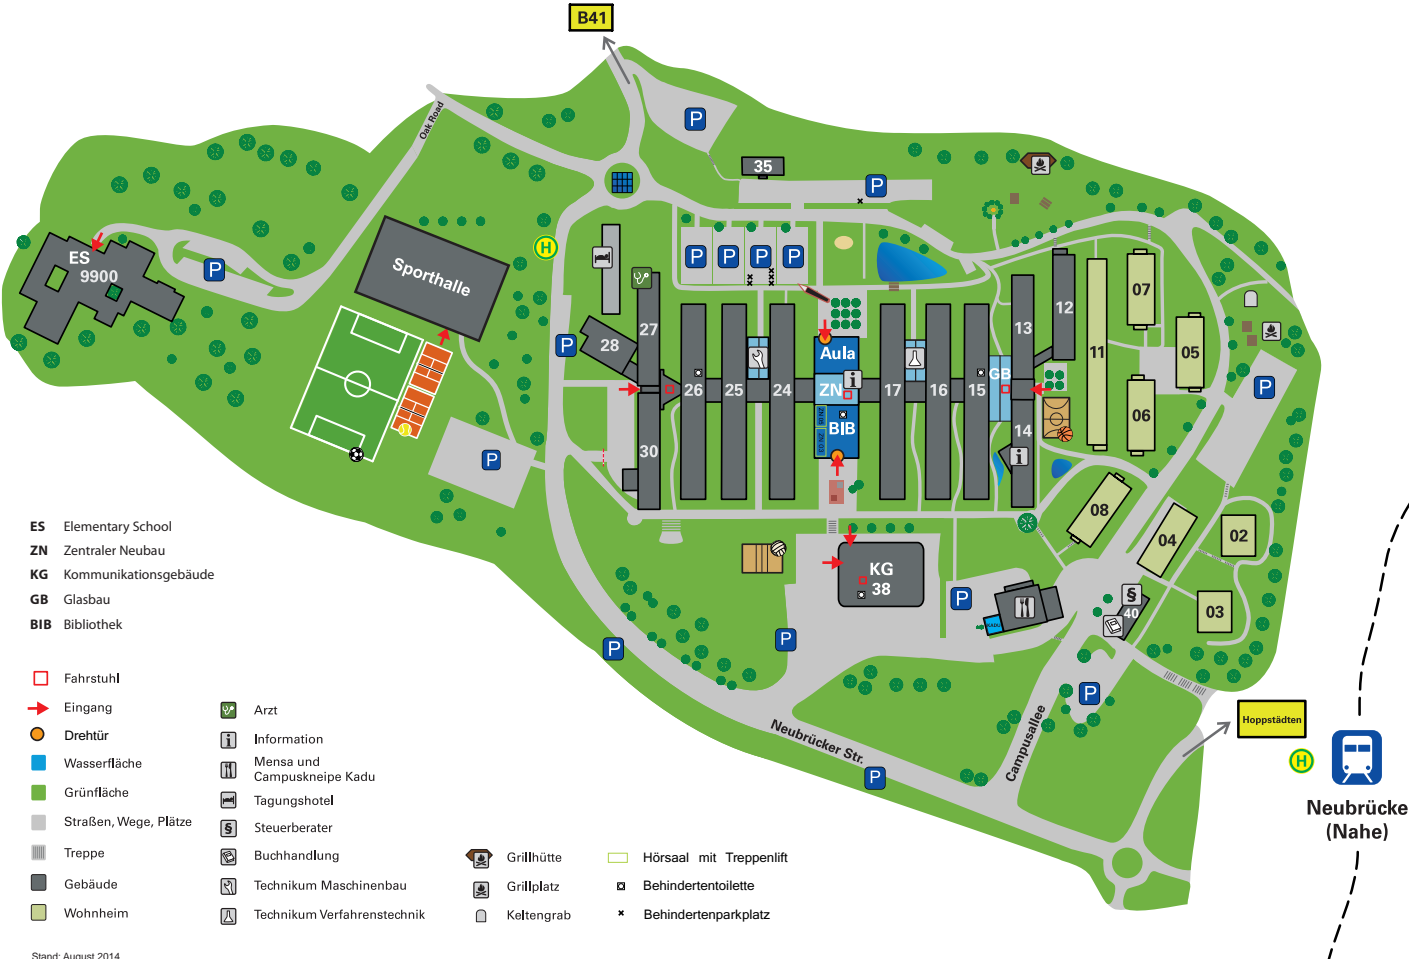 B41
Oak Road
P
35
P
H
ES
9900
P
Sporthalle
P
P
P
P
12
07
27
13
11
05
28
P
Aula
i
GB
P
26
25
24
ZN
17
16
15
06
BIB
14
i
30
P
08
04
02
KG
38
P
§
40
03
KADU
P
P
P
Neubrücker Str.
Campusallee
P
Hoppstädten
H
Neubrücke
(Nahe)
ES Elementary School
ZN Zentraler Neubau
KG Kommunikationsgebäude
GB Glasbau
BIB Bibliothek
Fahrstuhl
Eingang
Drehtür
Wasserfläche
Grünfläche
Straßen, Wege, Plätze
Treppe
Gebäude
Wohnheim
Arzt
i Information
Mensa und
Campuskneipe Kadu
Tagungshotel
§ Steuerberater
Buchhandlung
Technikum Maschinenbau
Technikum Verfahrenstechnik
Grillhütte
Grillplatz
Keltengrab
Hörsaal mit Treppenlift
Behindertentoilette
Behindertenparkplatz
Stand: August 2014